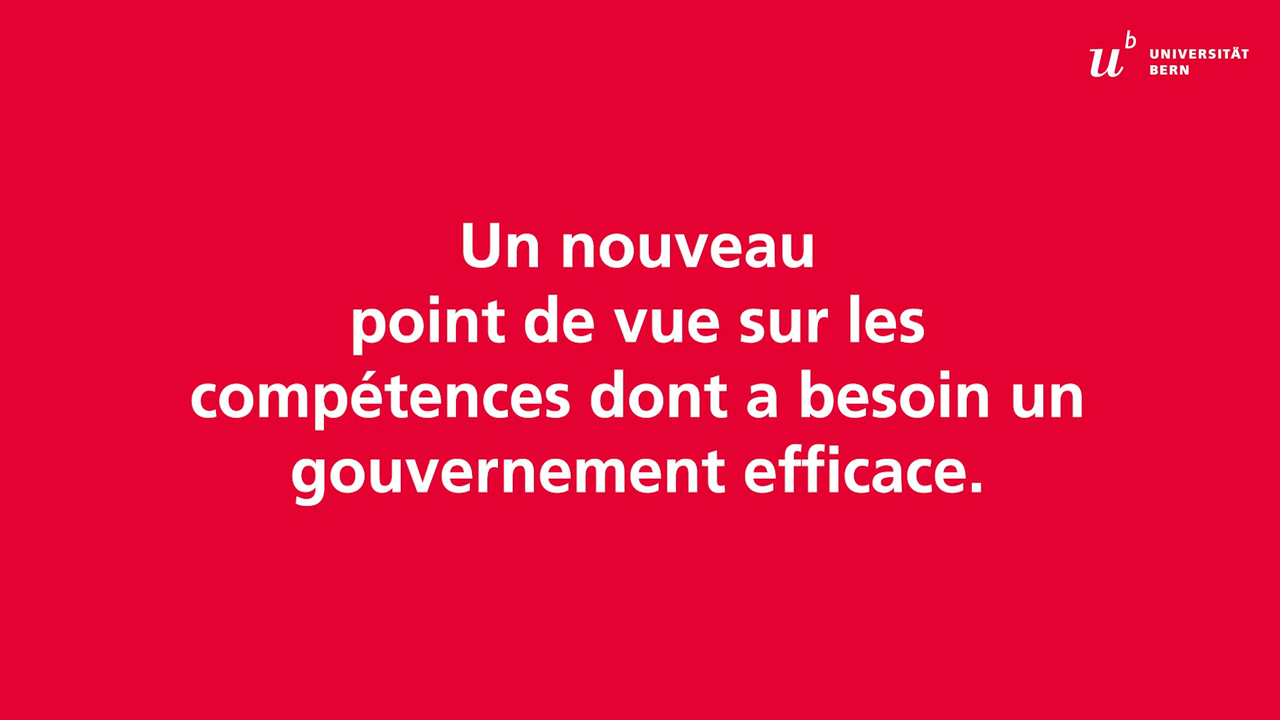 u^b UNIVERSITÄT
BERN
Un nouveau
point de vue sur les
compétences dont a besoin un
gouvernement efficace.